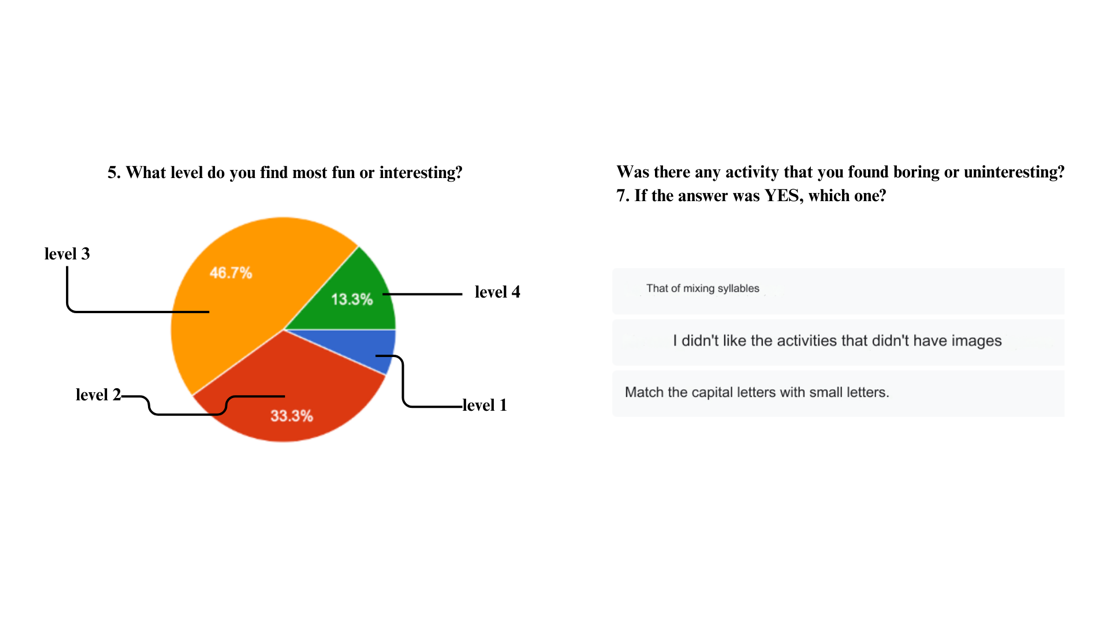 5. What level do you find most fun or interesting?
level 3
46.7%
13.3%
level 4
level 2
33.3%
level 1
Was there any activity that you found boring or uninteresting?
7. If the answer was YES, which one?
That of mixing syllables
I didn't like the activities that didn't have images
Match the capital letters with small letters.